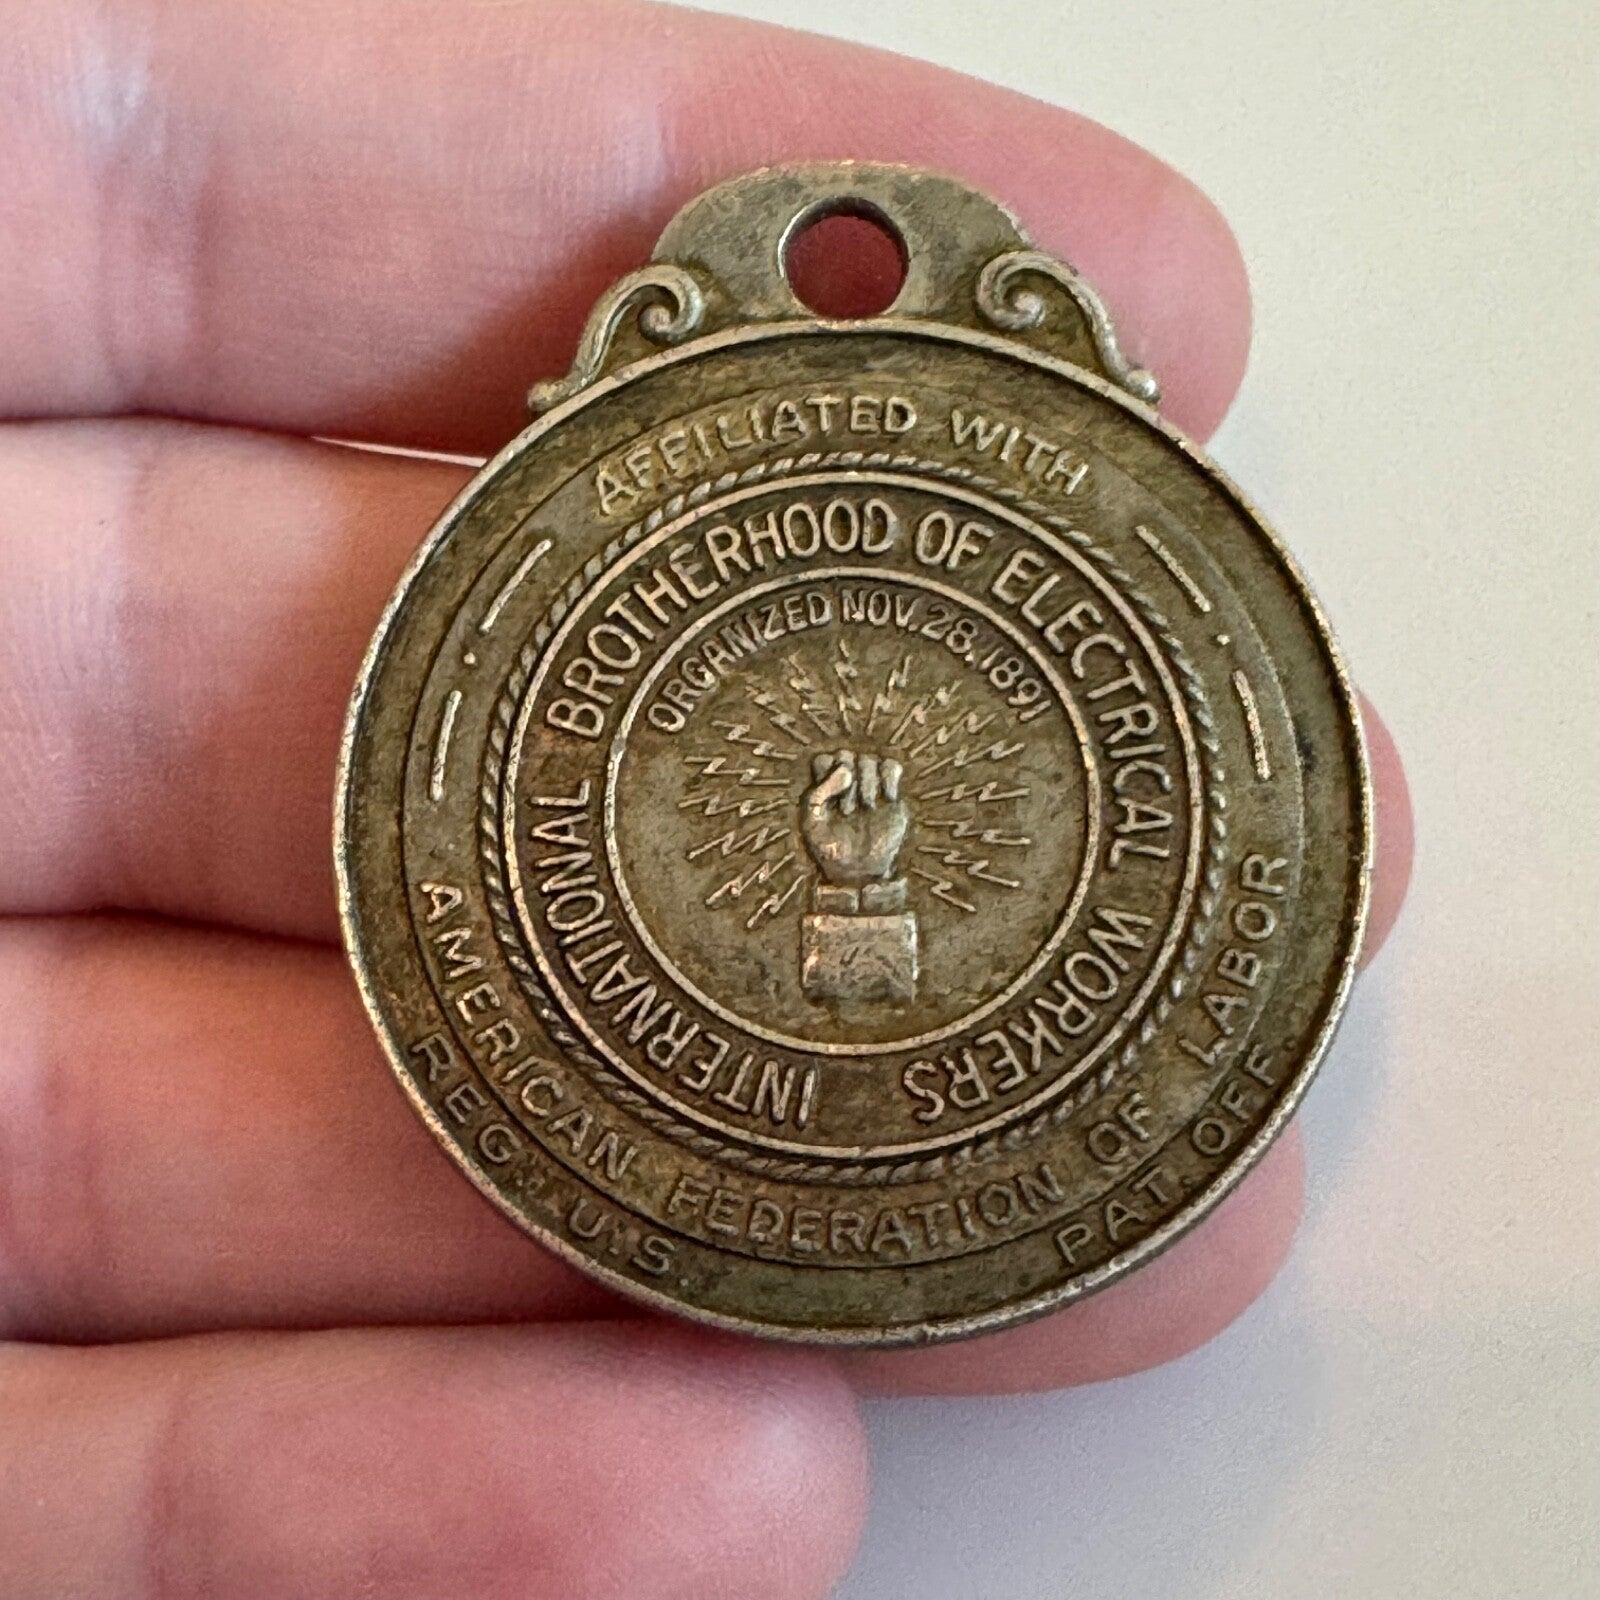 AFFILIATED WITH
AMERICAN FEDERATION OF LABOR
INTERNATIONAL BROTHERHOOD OF ELECTRICAL WORKERS
ORGANIZED NOV. 28, 1891
REG. U.S. PAT. OFF.